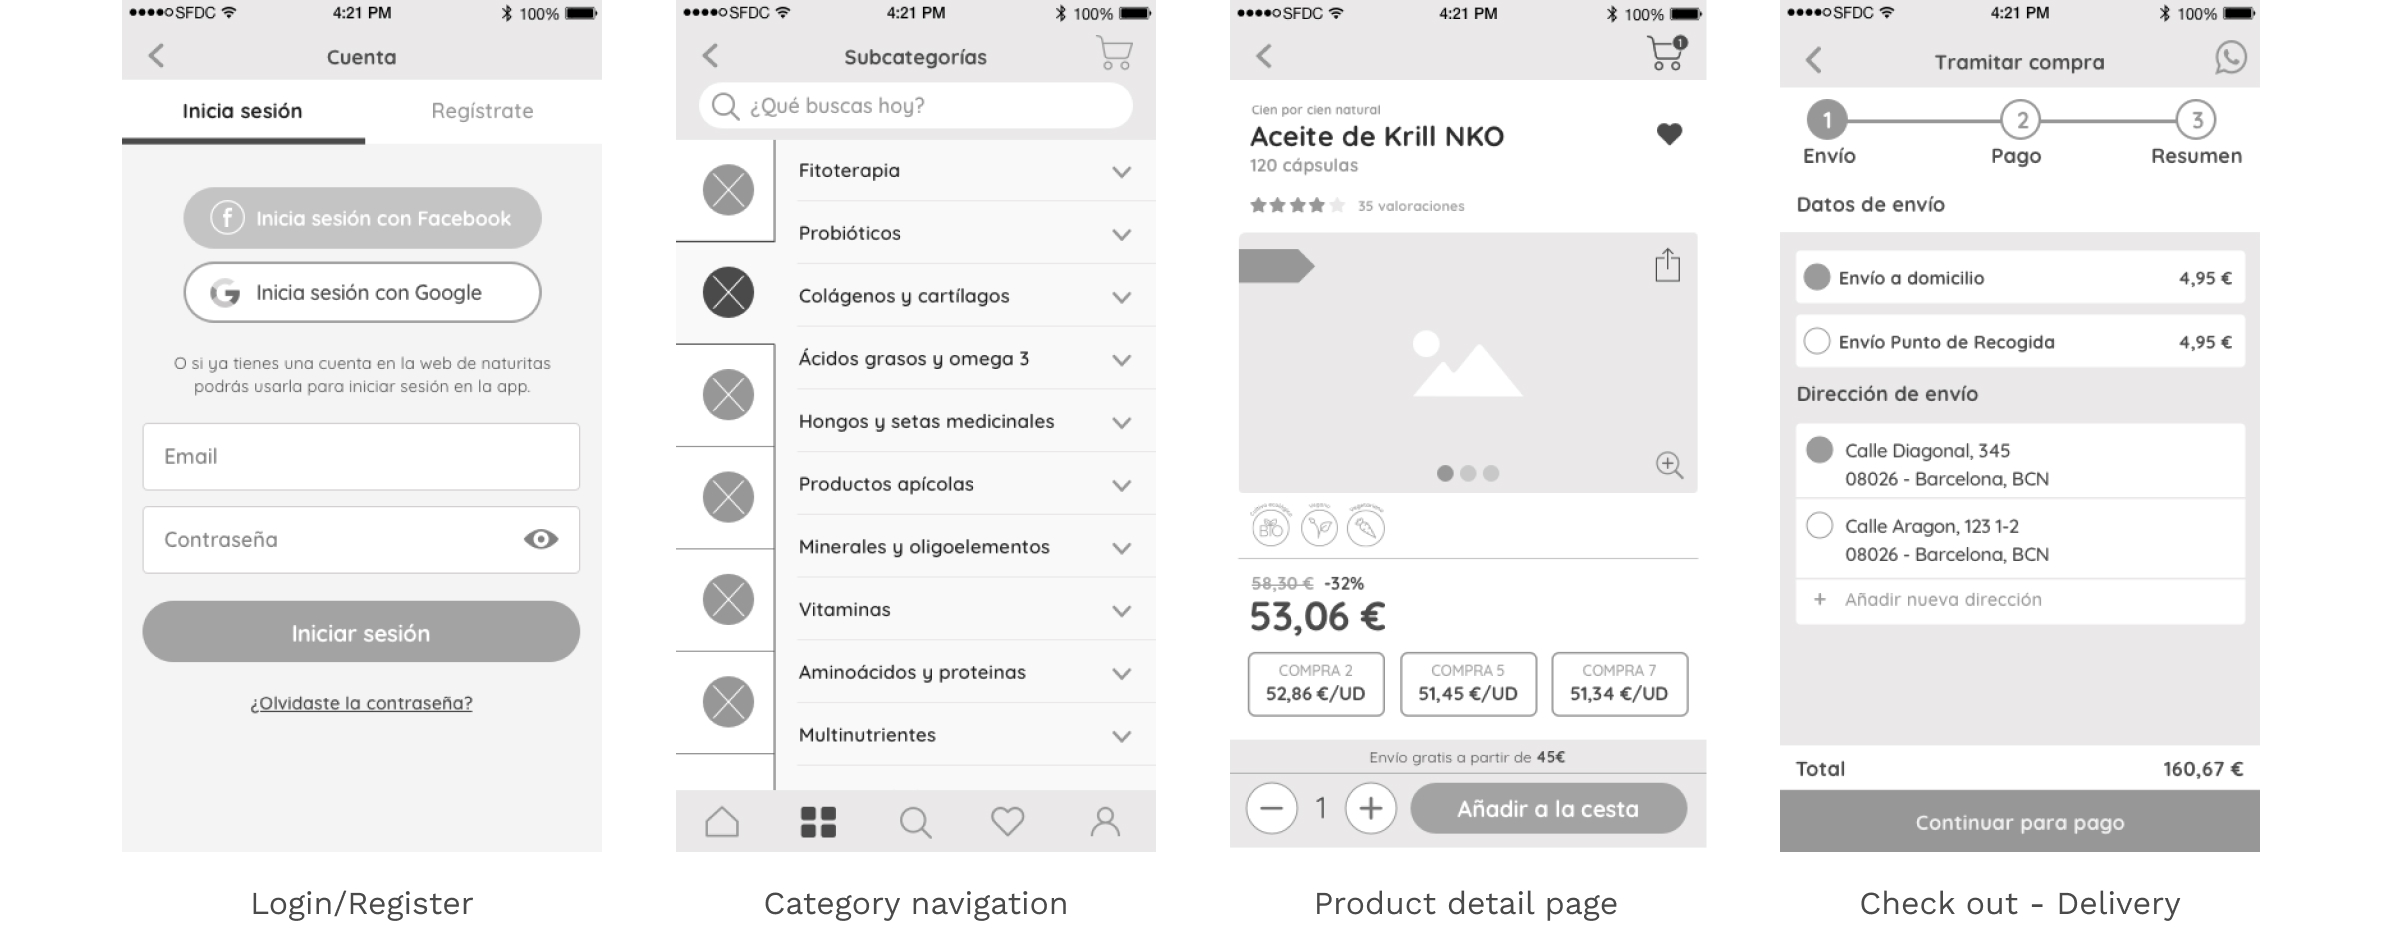 SFDC 4:21 PM 100%
Cuenta
Inicia sesión Regístrate
f Inicia sesión con Facebook
G Inicia sesión con Google
O si ya tienes una cuenta en la web de naturitas
podrás usarla para iniciar sesión en la app.
Email
Contraseña
Iniciar sesión
¿Olvidaste la contraseña?
Login/Register
SFDC 4:21 PM 100%
Subcategorías
¿Qué buscas hoy?
Fitoterapia
Probióticos
Colágenos y cartílagos
Ácidos grasos y omega 3
Hongos y setas medicinales
Productos apícolas
Minerales y oligoelementos
Vitaminas
Aminoácidos y proteinas
Multinutrientes
Category navigation
SFDC 4:21 PM 100%
1
Cien por cien natural
Aceite de Krill NKO
120 cápsulas
35 valoraciones
BIO
58,30 € -32%
53,06 €
COMPRA 2
52,86 €/UD
COMPRA 5
51,45 €/UD
COMPRA 7
51,34 €/UD
Envío gratis a partir de 45€
1 Añadir a la cesta
Product detail page
SFDC 4:21 PM 100%
Tramitar compra
1 2 3
Envío Pago Resumen
Datos de envío
Envío a domicilio 4,95 €
Envío Punto de Recogida 4,95 €
Dirección de envío
Calle Diagonal, 345
08026 - Barcelona, BCN
Calle Aragon, 123 1-2
08026 - Barcelona, BCN
+ Añadir nueva dirección
Total 160,67 €
Continuar para pago
Check out - Delivery